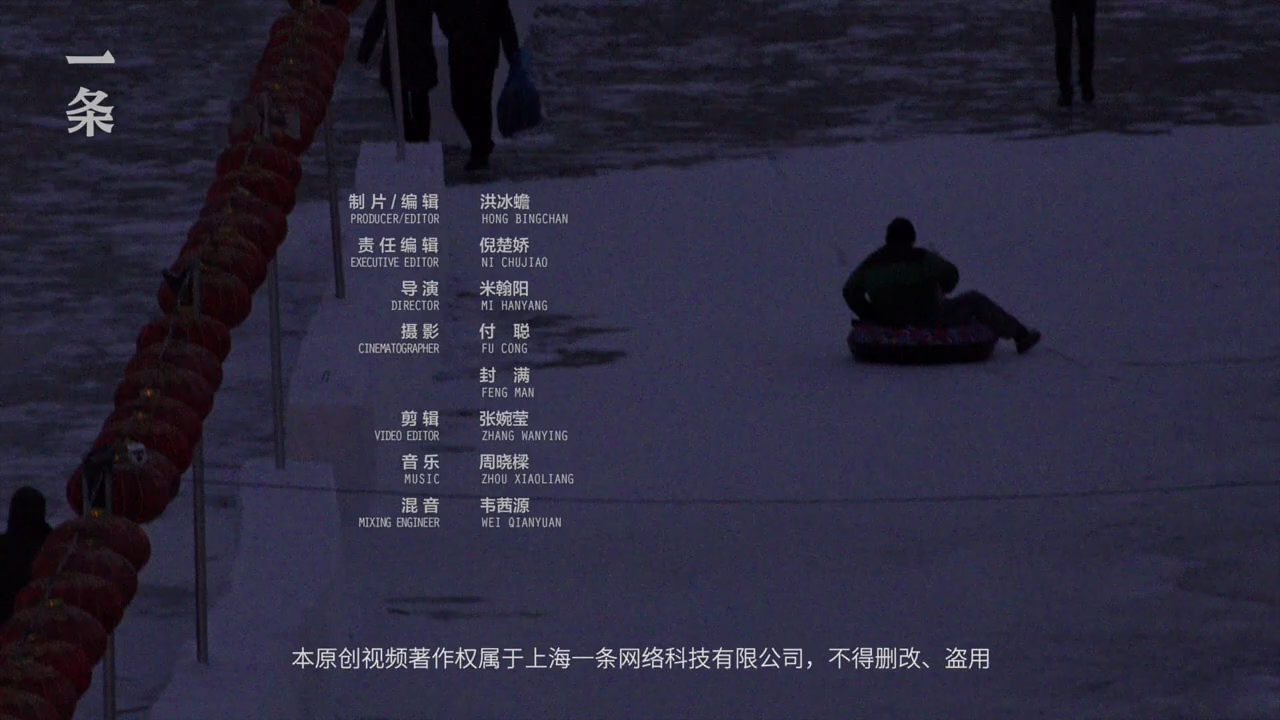 一条
制片/编辑 洪冰蟾
PRODUCER/EDITOR HONG BINGCHAN
责任编辑 倪楚娇
EXECUTIVE EDITOR NI CHUJIAO
导演 米翰阳
DIRECTOR MI HANYANG
摄影 付 聪
CINEMATOGRAPHER FU CONG
封 满
FENG MAN
剪辑 张婉莹
VIDEO EDITOR ZHANG WANYING
音乐 周晓樑
MUSIC ZHOU XIAOLIANG
混音 韦茜源
MIXING ENGINEER WEI QIANYUAN
本原创视频著作权属于上海一条网络科技有限公司，不得删改、盗用